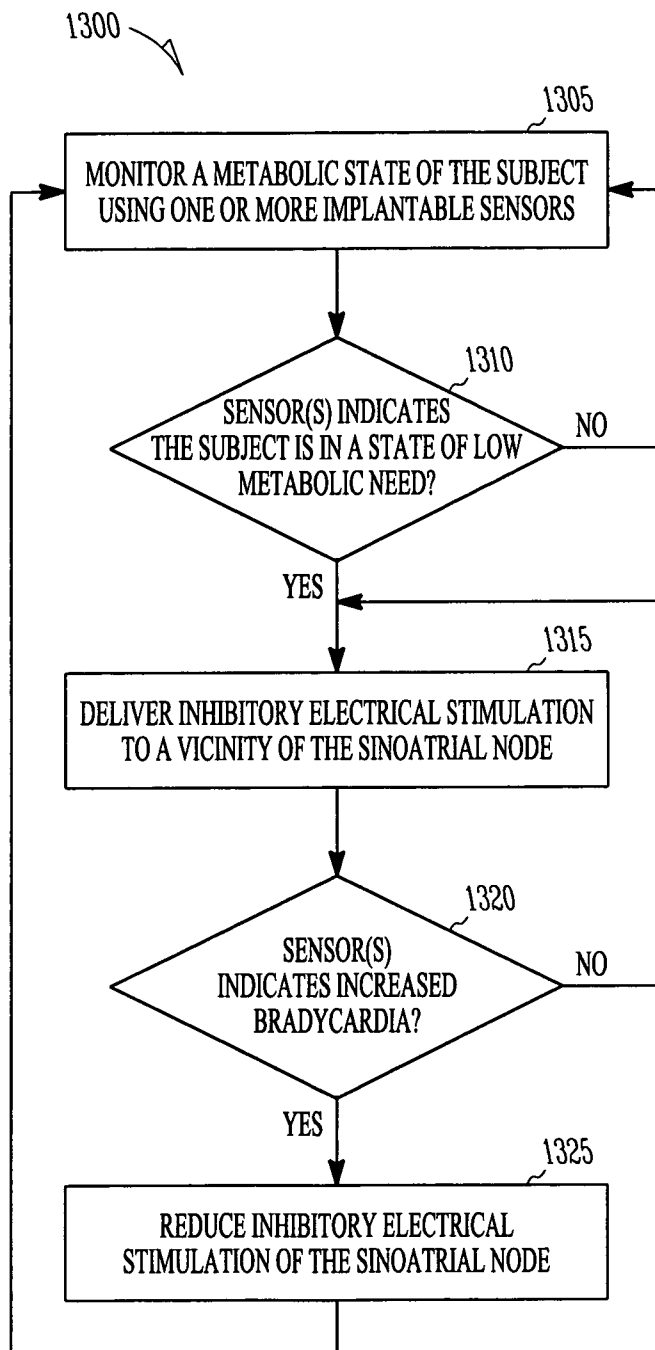 1300
1305
MONITOR A METABOLIC STATE OF THE SUBJECT
USING ONE OR MORE IMPLANTABLE SENSORS
1310
SENSOR(S) INDICATES
THE SUBJECT IS IN A STATE OF LOW
METABOLIC NEED?
NO
YES
1315
DELIVER INHIBITORY ELECTRICAL STIMULATION
TO A VICINITY OF THE SINOATRIAL NODE
1320
SENSOR(S)
INDICATES INCREASED
BRADYCARDIA?
NO
YES
1325
REDUCE INHIBITORY ELECTRICAL
STIMULATION OF THE SINOATRIAL NODE